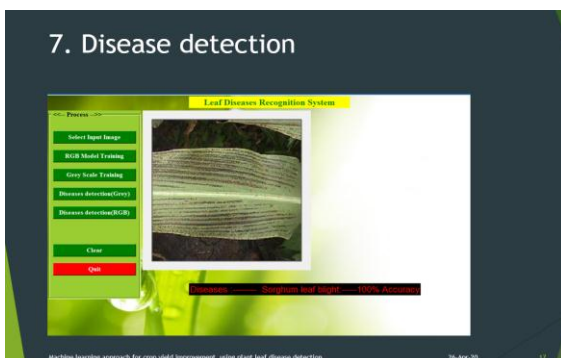 7. Disease detection
Leaf Diseases Recognition System
<<-- Process -->>
Select Input Image
RGB Model Training
Grey Scale Training
Diseases detection(Grey)
Diseases detection(RGB)
Clear
Quit
Diseases -------- Sorghum leaf blight-----100% Accuracy
Machine learning approach for crop yield improvement using plant leaf disease detection
26-Apr-20
17